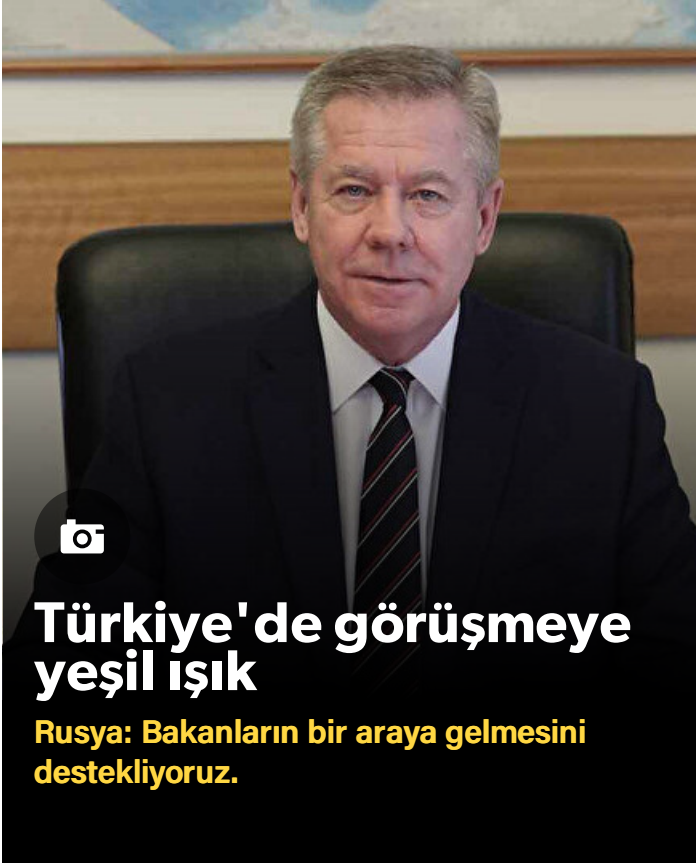 Türkiye'de görüşmeye
yeşil ışık
Rusya: Bakanların bir araya gelmesini
destekliyoruz.